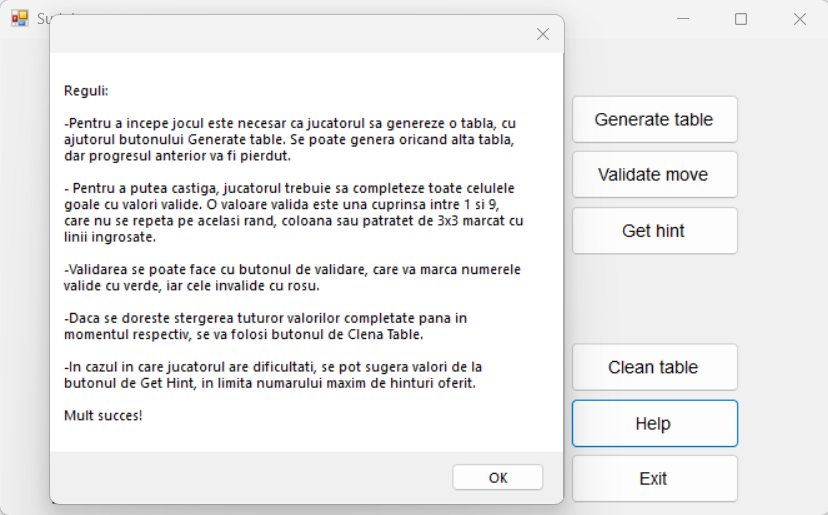 Reguli:
-Pentru a incepe jocul este necesar ca jucatorul sa genereze o tabla, cu
ajutorul butonului Generate table. Se poate genera oricand alta tabla,
dar progresul anterior va fi pierdut.
- Pentru a putea castiga, jucatorul trebuie sa completeze toate celulele
goale cu valori valide. O valoare valida este una cuprinsa intre 1 si 9,
care nu se repeta pe acelasi rand, coloana sau patratet de 3x3 marcat cu
linii ingrosate.
-Validarea se poate face cu butonul de validare, care va marca numerele
valide cu verde, iar cele invalide cu rosu.
-Daca se doreste stergerea tuturor valorilor completate pana in
momentul respectiv, se va folosi butonul de Clena Table.
-In cazul in care jucatorul are dificultati, se pot sugera valori de la
butonul de Get Hint, in limita numarului maxim de hinturi oferit.
Mult succes!
OK
Generate table
Validate move
Get hint
Clean table
Help
Exit